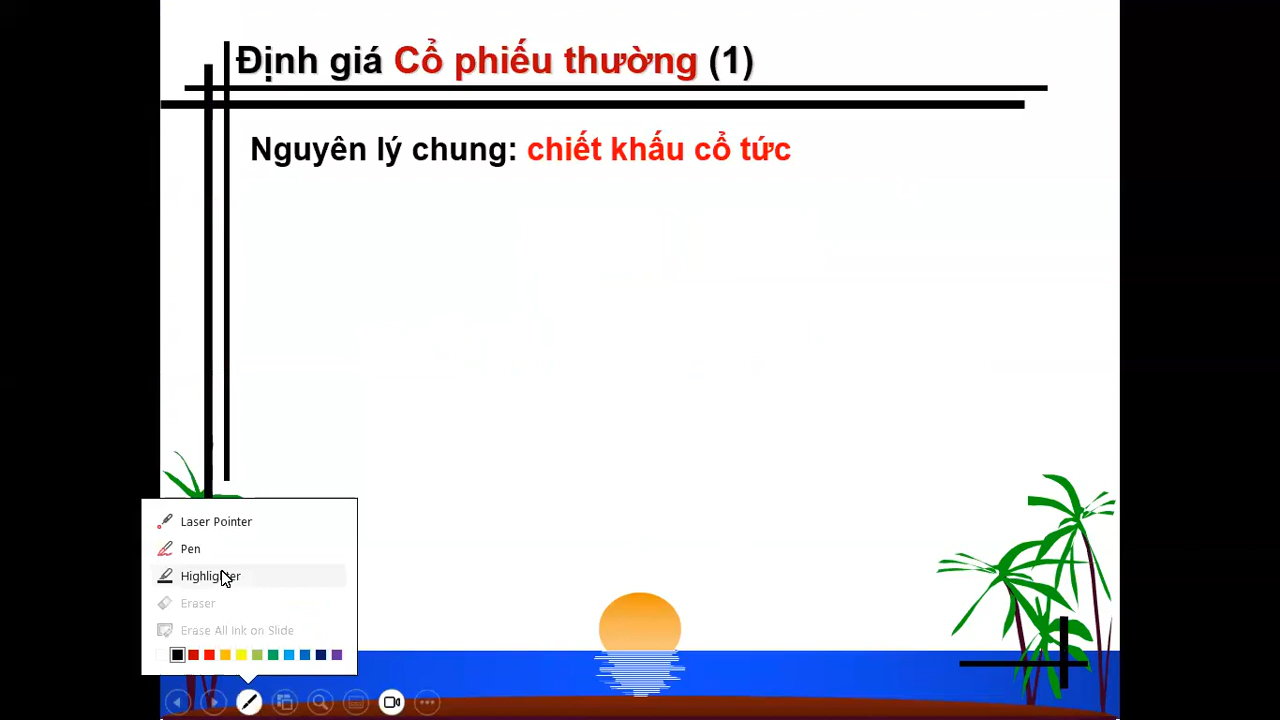 Định giá Cổ phiếu thường (1)
Nguyên lý chung: chiết khấu cổ tức
Laser Pointer
Pen
Highlighter
Eraser
Erase All Ink on Slide